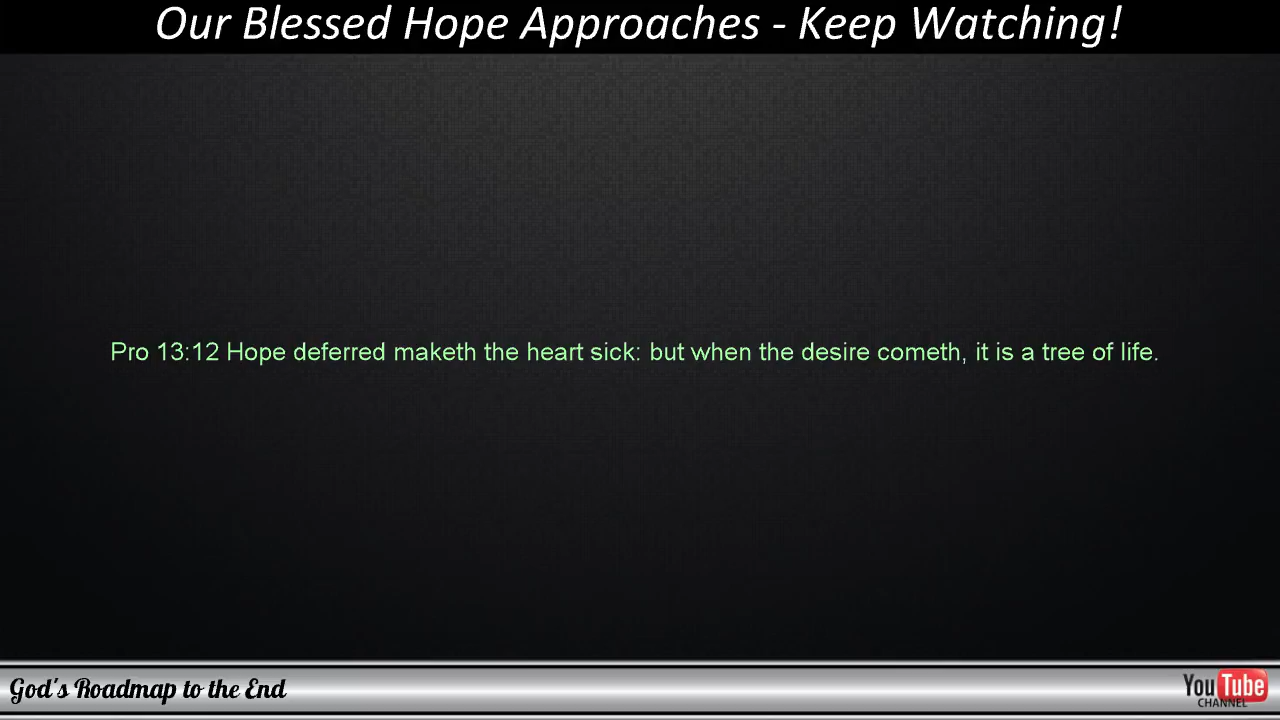 Our Blessed Hope Approaches - Keep Watching!
Pro 13:12 Hope deferred maketh the heart sick: but when the desire cometh, it is a tree of life.
God's Roadmap to the End
YouTube
CHANNEL